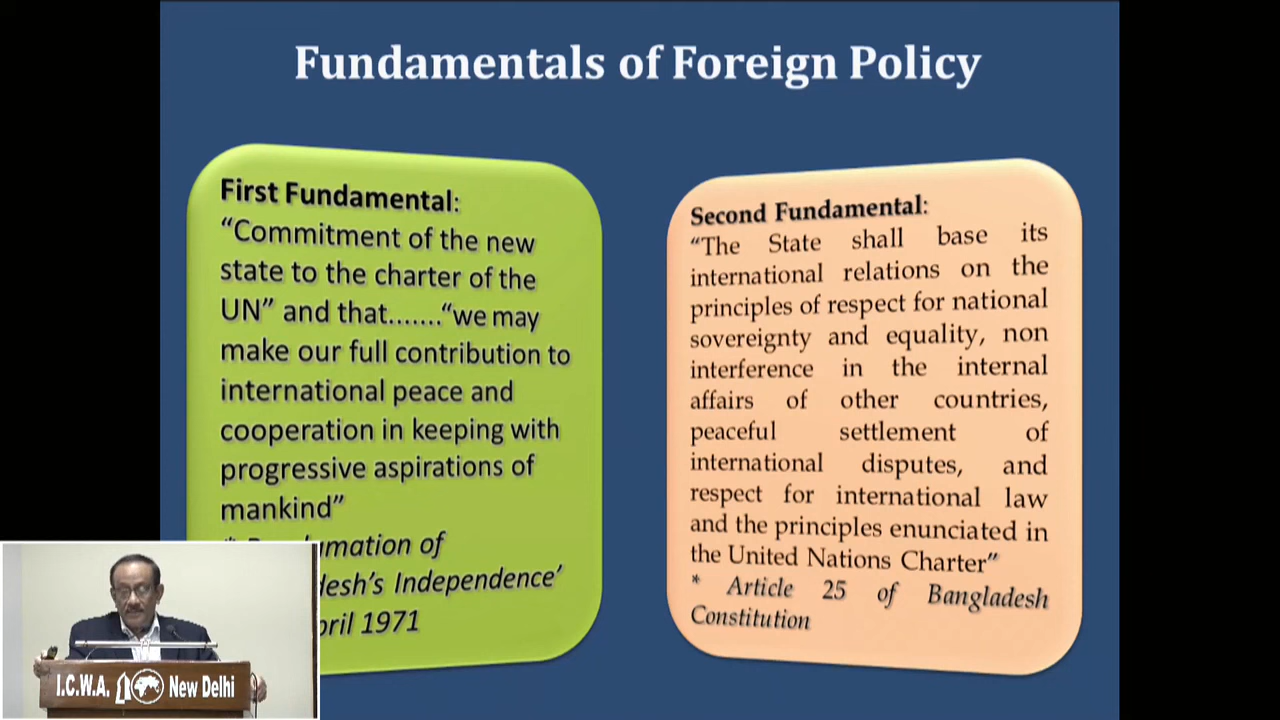 Fundamentals of Foreign Policy
First Fundamental:
“Commitment of the new
state to the charter of the
UN” and that.......“we may
make our full contribution to
international peace and
cooperation in keeping with
progressive aspirations of
mankind”
of
Independence’
1971
Second Fundamental:
“The State shall base its
international relations on the
principles of respect for national
sovereignty and equality, non
interference in the internal
affairs of other countries,
peaceful settlement of
international disputes, and
respect for international law
and the principles enunciated in
the United Nations Charter”
* Article 25 of Bangladesh
Constitution
I.C.W.A. New Delhi